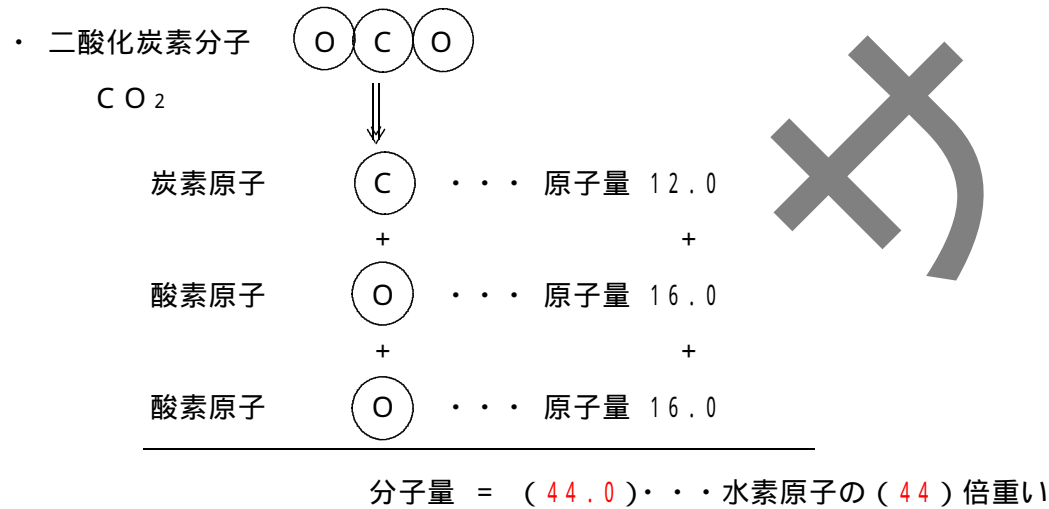 ・ 二酸化炭素分子 O C O
CO2
炭素原子 C ・・・ 原子量 12.0
+ +
酸素原子 O ・・・ 原子量 16.0
+ +
酸素原子 O ・・・ 原子量 16.0
分子量 = (44.0)・・・水素原子の(44)倍重い